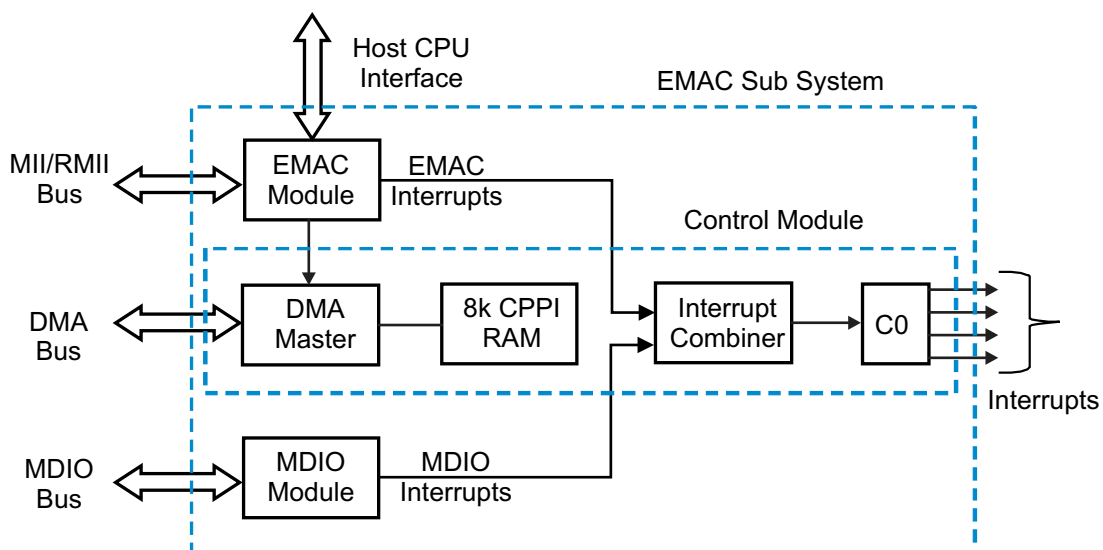 Host CPU
Interface
EMAC Sub System
MII/RMII
Bus
EMAC
Module
EMAC
Interrupts
Control Module
DMA
Bus
DMA
Master
8k CPPI
RAM
Interrupt
Combiner
C0
Interrupts
MDIO
Bus
MDIO
Module
MDIO
Interrupts